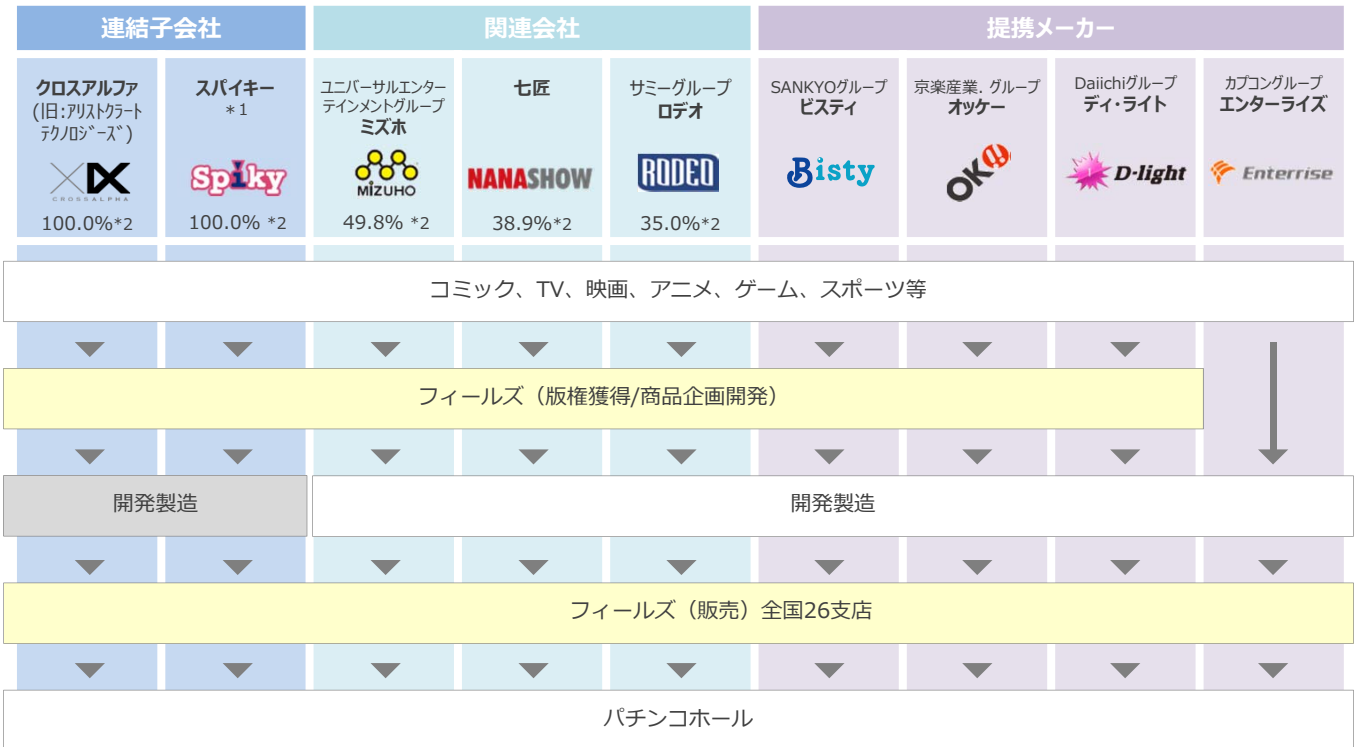 連結子会社
関連会社
提携メーカー
クロスアルファ
(旧:ｱﾘｽﾄｸﾗｰﾄ
ﾃｸﾉﾛｼﾞｰｽﾞ)
CROSSALPHA
100.0%*2
スパイキー
＊1
Spiky
100.0% *2
ユニバーサルエンター
テインメントグループ
ミズホ
MIZUHO
49.8% *2
七匠
NANASHOW
38.9%*2
サミーグループ
ロデオ
RODEO
35.0%*2
SANKYOグループ
ビスティ
Bisty
京楽産業. グループ
オッケー
OK!!
Daiichiグループ
ディ・ライト
D-light
カプコングループ
エンターライズ
Enterrise
コミック、TV、映画、アニメ、ゲーム、スポーツ等
フィールズ（版権獲得/商品企画開発）
開発製造
開発製造
フィールズ（販売）全国26支店
パチンコホール